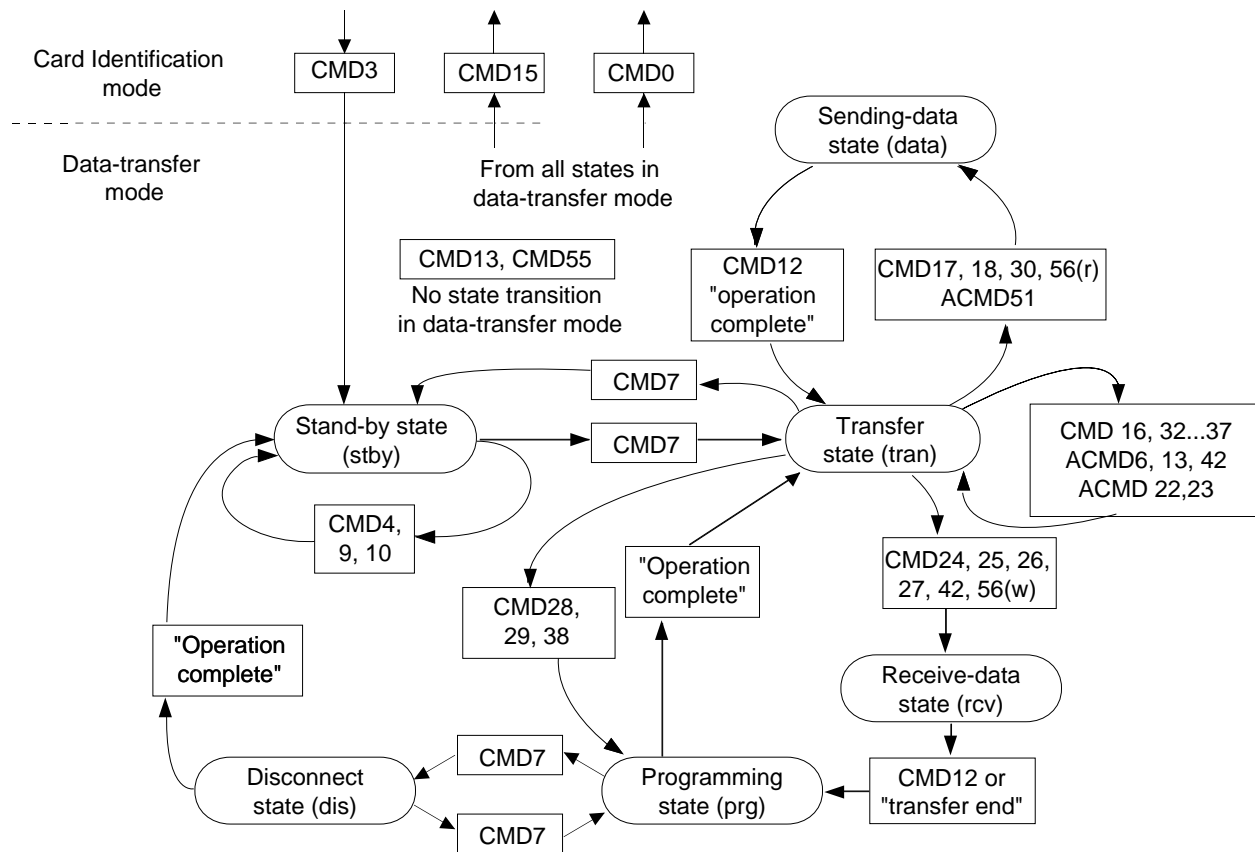 Card Identification
mode
CMD3
CMD15
CMD0
Data-transfer
mode
From all states in
data-transfer mode
Sending-data
state (data)
CMD13, CMD55
No state transition
in data-transfer mode
CMD12
"operation
complete"
CMD17, 18, 30, 56(r)
ACMD51
CMD7
Stand-by state
(stby)
CMD7
Transfer
state (tran)
CMD 16, 32...37
ACMD6, 13, 42
ACMD 22,23
CMD4,
9, 10
CMD24, 25, 26,
27, 42, 56(w)
"Operation
complete"
CMD28,
29, 38
"Operation
complete"
Receive-data
state (rcv)
CMD7
Disconnect
state (dis)
Programming
state (prg)
CMD12 or
"transfer end"
CMD7